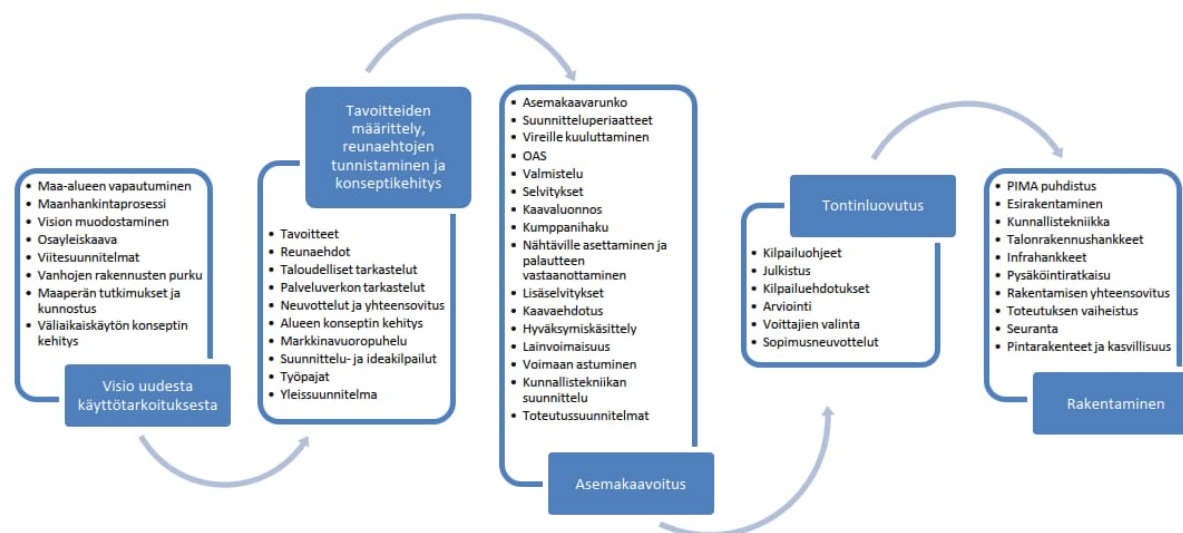 Maa-alueen vapautuminen
Maanhankintaprosessi
Vision muodostaminen
Osayleiskaava
Viitesuunnitelmat
Vanhojen rakennusten purku
Maaperän tutkimukset ja
kunnostus
Väliaikaiskäytön konseptin
kehitys
Visio uudesta
käyttötarkoituksesta
Tavoitteiden
määrittely,
reunaehtojen
tunnistaminen ja
konseptikehitys
Tavoitteet
Reunaehdot
Taloudelliset tarkastelut
Palveluverkon tarkastelut
Neuvottelut ja yhteensovitus
Alueen konseptin kehitys
Markkinavuoropuhelu
Suunnittelu- ja ideakilpailut
Työpajat
Yleissuunnitelma
Asemakaavarunko
Suunnitteluperiaatteet
Vireille kuuluttaminen
OAS
Valmistelu
Selvitykset
Kaavaluonnos
Kumppanihaku
Nähtäville asettaminen ja
palautteen
vastaanottaminen
Lisäselvitykset
Kaavaehdotus
Hyväksymiskäsittely
Lainvoimaisuus
Voimaan astuminen
Kunnallistekniikan
suunnittelu
Toteutussuunnitelmat
Asemakaavoitus
Tontinluovutus
Kilpailuohjeet
Julkistus
Kilpailuehdotukset
Arviointi
Voittajien valinta
Sopimusneuvottelut
PIMA puhdistus
Esirakentaminen
Kunnallistekniikka
Talonrakennushankkeet
Infrahankkeet
Pysäköintiratkaisu
Rakentamisen yhteensovitus
Toteutuksen vaiheistus
Seuranta
Pintarakenteet ja kasvillisuus
Rakentaminen